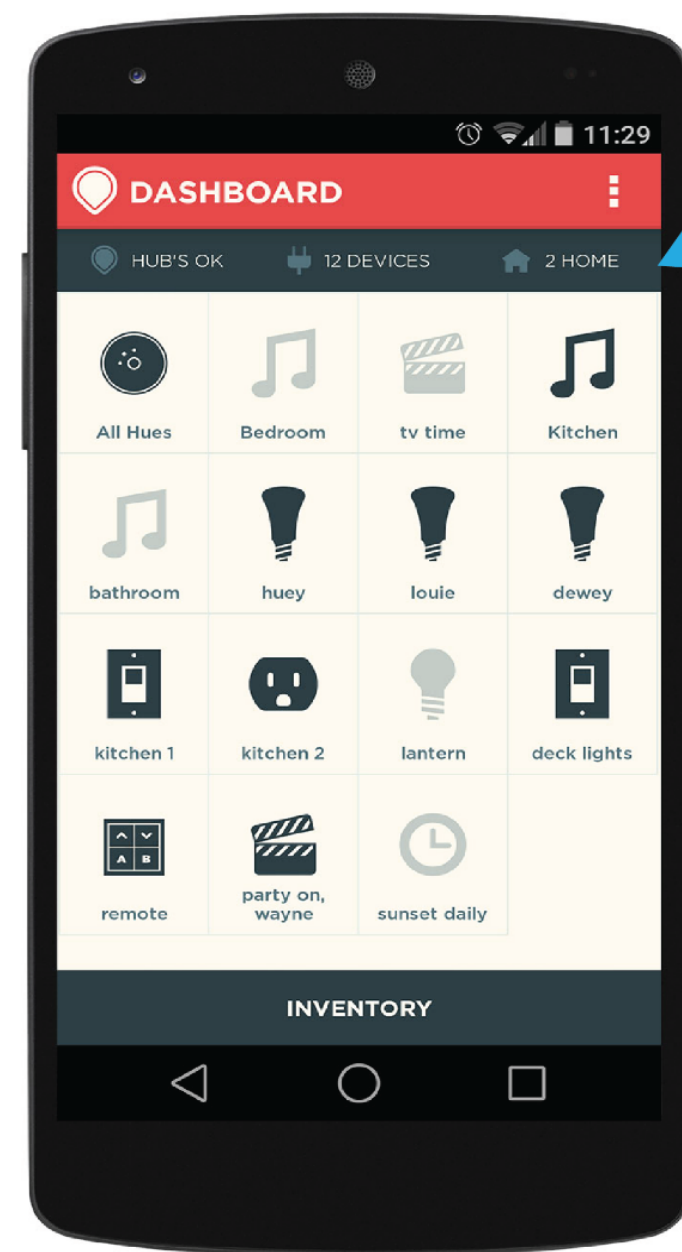 11:29
DASHBOARD
HUB'S OK 12 DEVICES 2 HOME
All Hues Bedroom tv time Kitchen
bathroom huey louie dewey
kitchen 1 kitchen 2 lantern deck lights
A B
remote party on, wayne sunset daily
INVENTORY